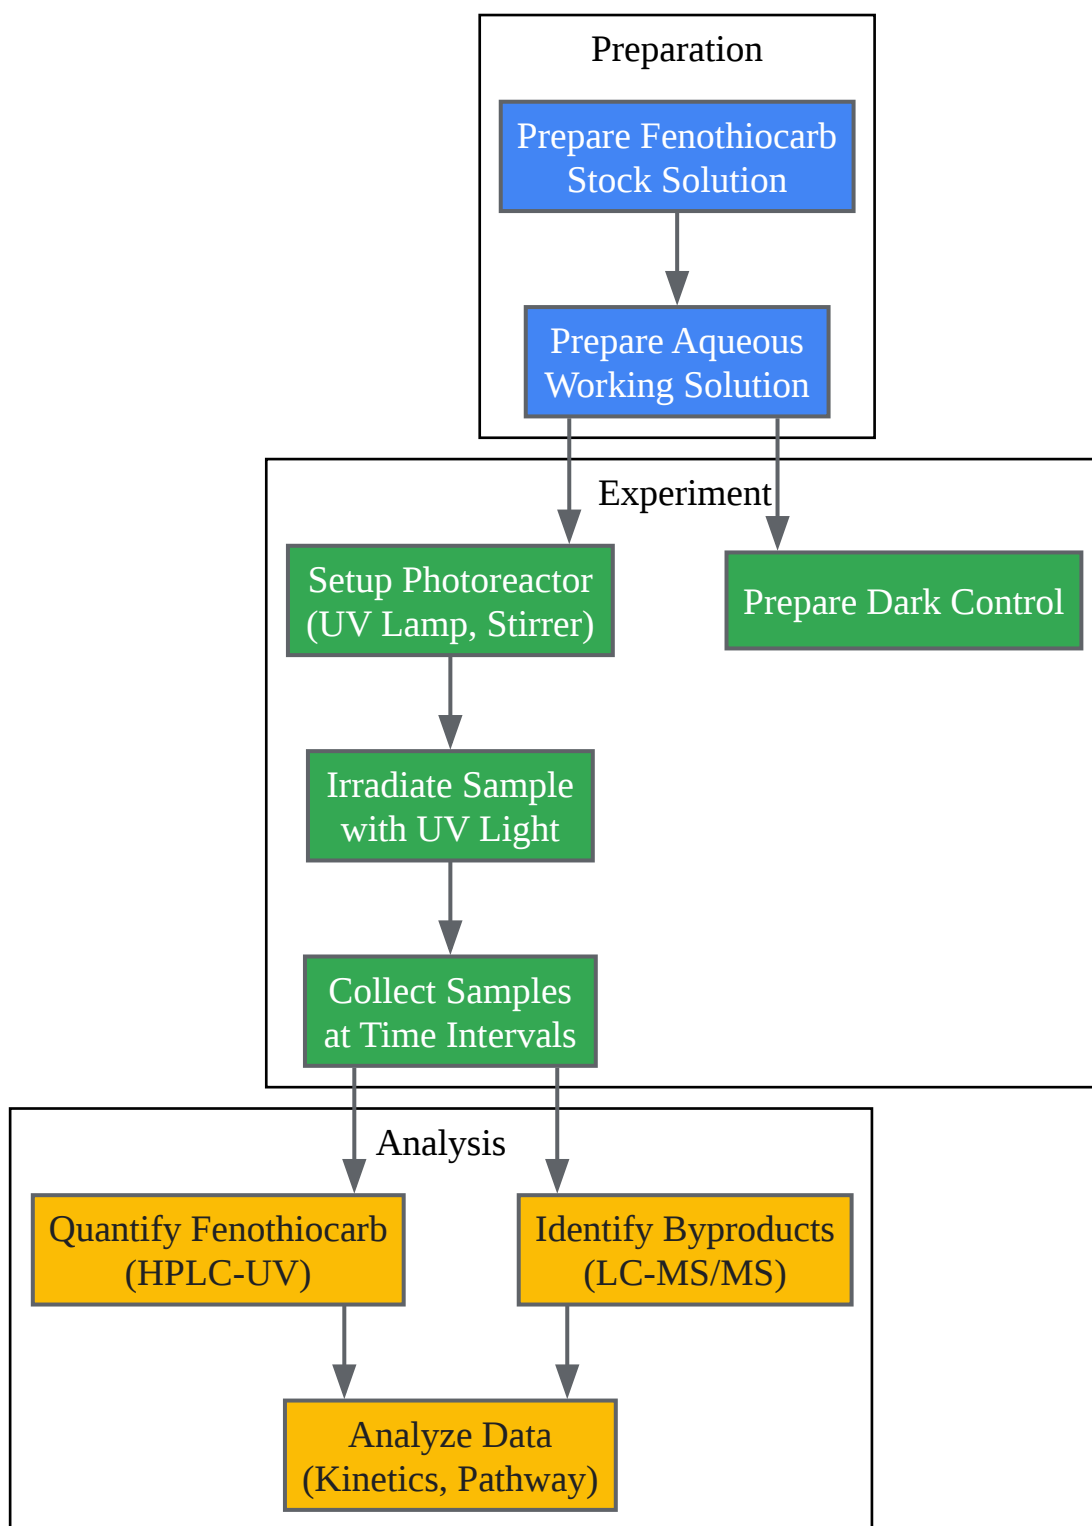 Preparation
Prepare Fenothiocarb
Stock Solution
Prepare Aqueous
Working Solution
Experiment
Setup Photoreactor
(UV Lamp, Stirrer)
Prepare Dark Control
Irradiate Sample
with UV Light
Collect Samples
at Time Intervals
Analysis
Quantify Fenothiocarb
(HPLC-UV)
Identify Byproducts
(LC-MS/MS)
Analyze Data
(Kinetics, Pathway)